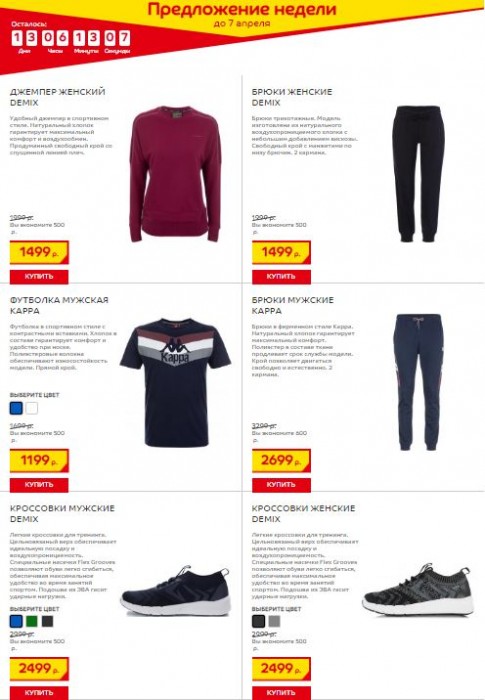 Предложение недели
до 7 апреля
Осталось:
13 06 13 07
Дни Часы Минуты Секунды
ДЖЕМПЕР ЖЕНСКИЙ
DEMIX
Удобный джемпер в спортивном
стиле. Натуральный хлопок
гарантирует максимальный
комфорт и воздухообмен.
Продуманный свободный крой со
спущенной линией плеч.
1999 р.
Вы экономите 500
р.
1499 р.
КУПИТЬ
БРЮКИ ЖЕНСКИЕ
DEMIX
Брюки трикотажные. Модель
изготовлена из натурального
воздухопроницаемого хлопка с
небольшим добавлением вискозы.
Свободный крой с манжетами по
низу брючин. 2 кармана.
1999 р.
Вы экономите 500
р.
1499 р.
КУПИТЬ
ФУТБОЛКА МУЖСКАЯ
KAPPA
Футболка в спортивном стиле с
контрастными вставками. Хлопок в
составе гарантирует комфорт и
удобство при носке.
Полиэстеровые волокна
обеспечивают износостойкость
модели. Прямой крой.
ВЫБЕРИТЕ ЦВЕТ
1699 р.
Вы экономите 500
р.
1199 р.
КУПИТЬ
Kappa
БРЮКИ МУЖСКИЕ
KAPPA
Брюки в фирменном стиле Kappa.
Натуральный хлопок гарантирует
максимальный комфорт.
Полиэстер в составе ткани
продлевает срок службы модели.
Крой позволяет двигаться
свободно и естественно. 2
кармана.
3299 р.
Вы экономите 600
р.
2699 р.
КУПИТЬ
КРОССОВКИ МУЖСКИЕ
DEMIX
Легкие кроссовки для тренинга.
Цельновязаный верх обеспечивает
идеальную посадку и
воздухопроницаемость.
Специальные насечки Flex Grooves
позволяют обуви легко сгибаться,
обеспечивая максимальное
удобство во время занятий
спортом. Подошва из ЭВА гасит
ударные нагрузки.
ВЫБЕРИТЕ ЦВЕТ
2999 р.
Вы экономите 500
р.
2499 р.
КУПИТЬ
КРОССОВКИ ЖЕНСКИЕ
DEMIX
Легкие кроссовки для тренинга.
Цельновязаный верх обеспечивает
идеальную посадку и
воздухопроницаемость.
Специальные насечки Flex Grooves
позволяют обуви легко сгибаться,
обеспечивая максимальное
удобство во время занятий
спортом. Подошва из ЭВА гасит
ударные нагрузки.
ВЫБЕРИТЕ ЦВЕТ
2999 р.
Вы экономите 500
р.
2499 р.
КУПИТЬ